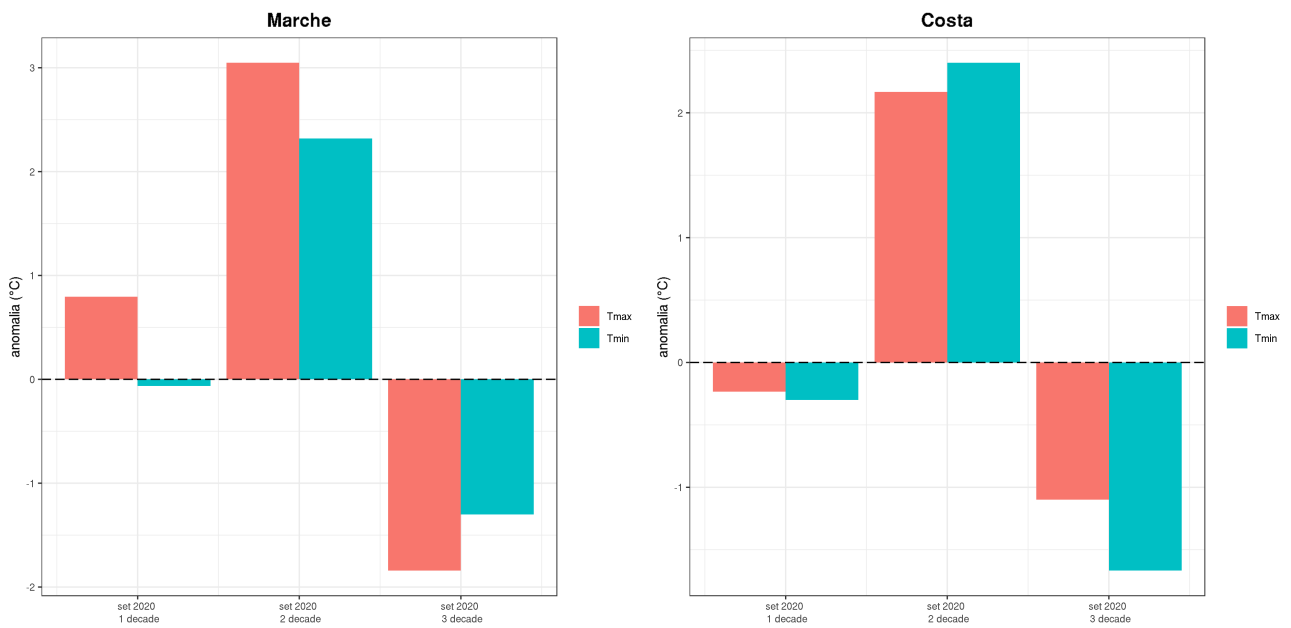 Marche
anomalia (°C)
3
2
1
0
-1
-2
set 2020
1 decade
set 2020
2 decade
set 2020
3 decade
Tmax
Tmin
Costa
anomalia (°C)
2
1
0
-1
set 2020
1 decade
set 2020
2 decade
set 2020
3 decade
Tmax
Tmin